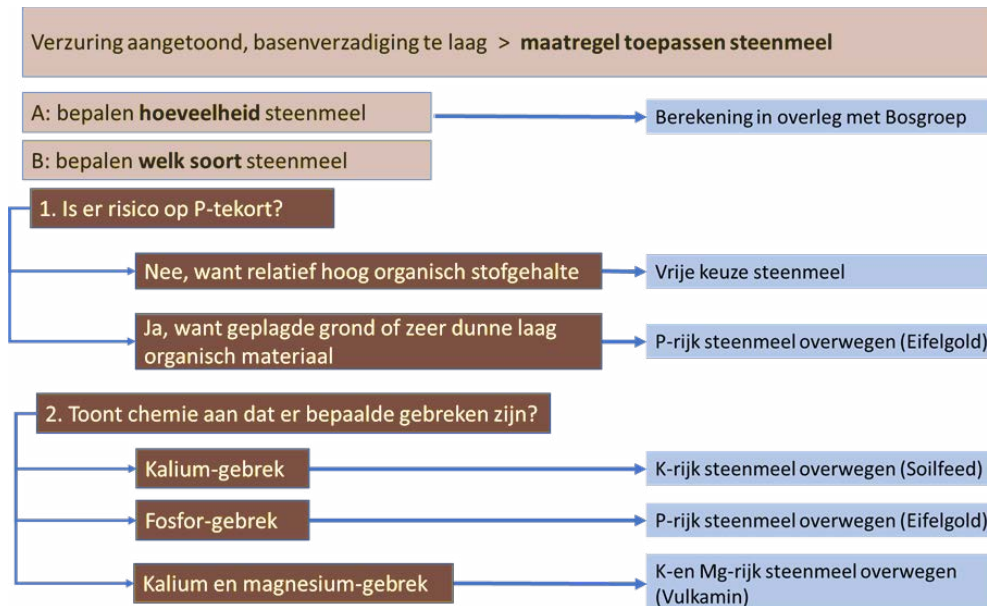 Verzuring aangetoond, basenverzadiging te laag > maatregel toepassen steenmeel
A: bepalen hoeveelheid steenmeel
Berekening in overleg met Bosgroep
B: bepalen welk soort steenmeel
1. Is er risico op P-tekort?
Nee, want relatief hoog organisch stofgehalte
Vrije keuze steenmeel
Ja, want geplagde grond of zeer dunne laag
organisch materiaal
P-rijk steenmeel overwegen (Eifelgold)
2. Toont chemie aan dat er bepaalde gebreken zijn?
Kalium-gebrek
K-rijk steenmeel overwegen (Soilfeed)
Fosfor-gebrek
P-rijk steenmeel overwegen (Eifelgold)
Kalium en magnesium-gebrek
K-en Mg-rijk steenmeel overwegen
(Vulkamin)